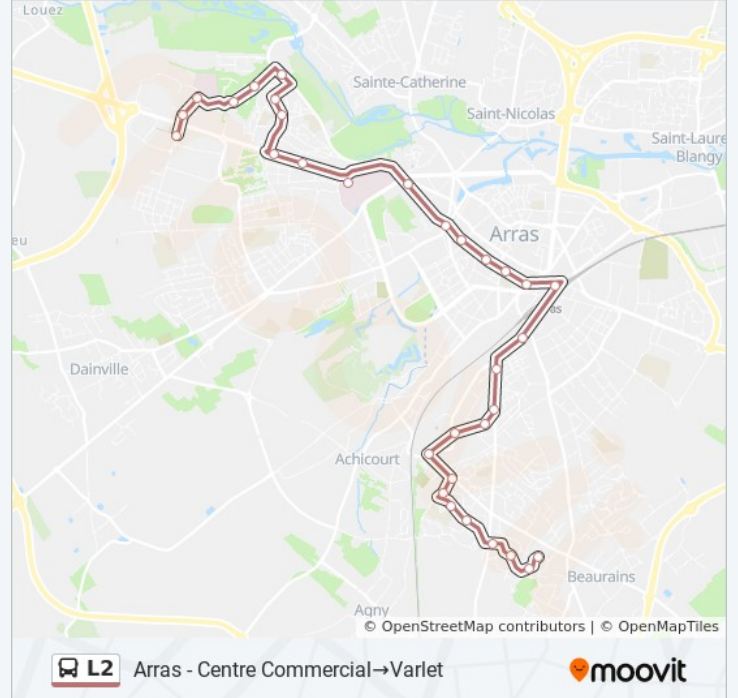 Louez
Sainte-Catherine
Saint-Nicolas
Saint-Laure
Blangy
Arras
eu
as
Dainville
Achicourt
Beaurains
Agny
© OpenStreetMap contributors | © OpenMapTiles
L2 Arras - Centre Commercial→Varlet
moovit